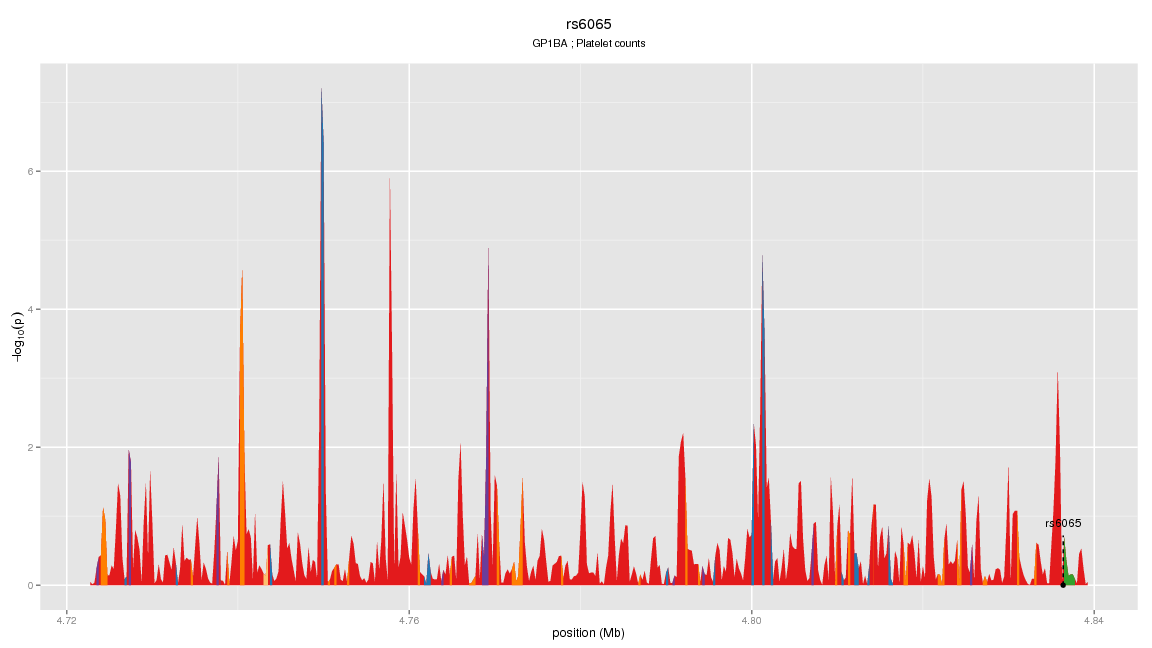 rs6065
GP1BA ; Platelet counts
−log10(p)
6
4
2
0
rs6065
4.72 4.76 4.80 4.84
position (Mb)